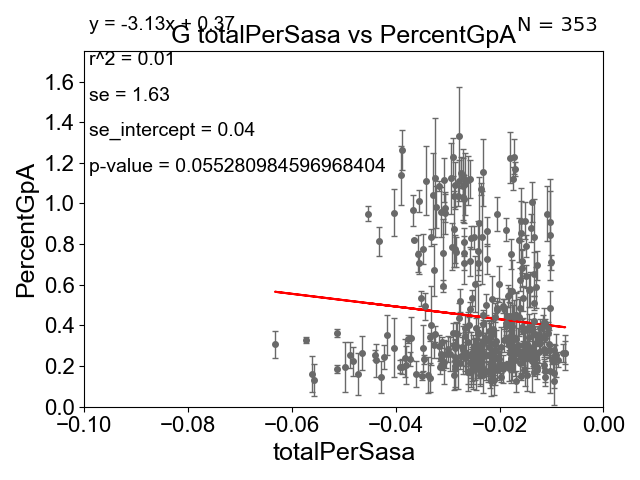 y = -3.13x + 0.37
N = 353
G totalPerSasa vs PercentGpA
r^2 = 0.01
se = 1.63
se_intercept = 0.04
p-value = 0.055280984596968404
PercentGpA
1.6
1.4
1.2
1.0
0.8
0.6
0.4
0.2
0.0
−0.10
−0.08
−0.06
−0.04
−0.02
0.00
totalPerSasa